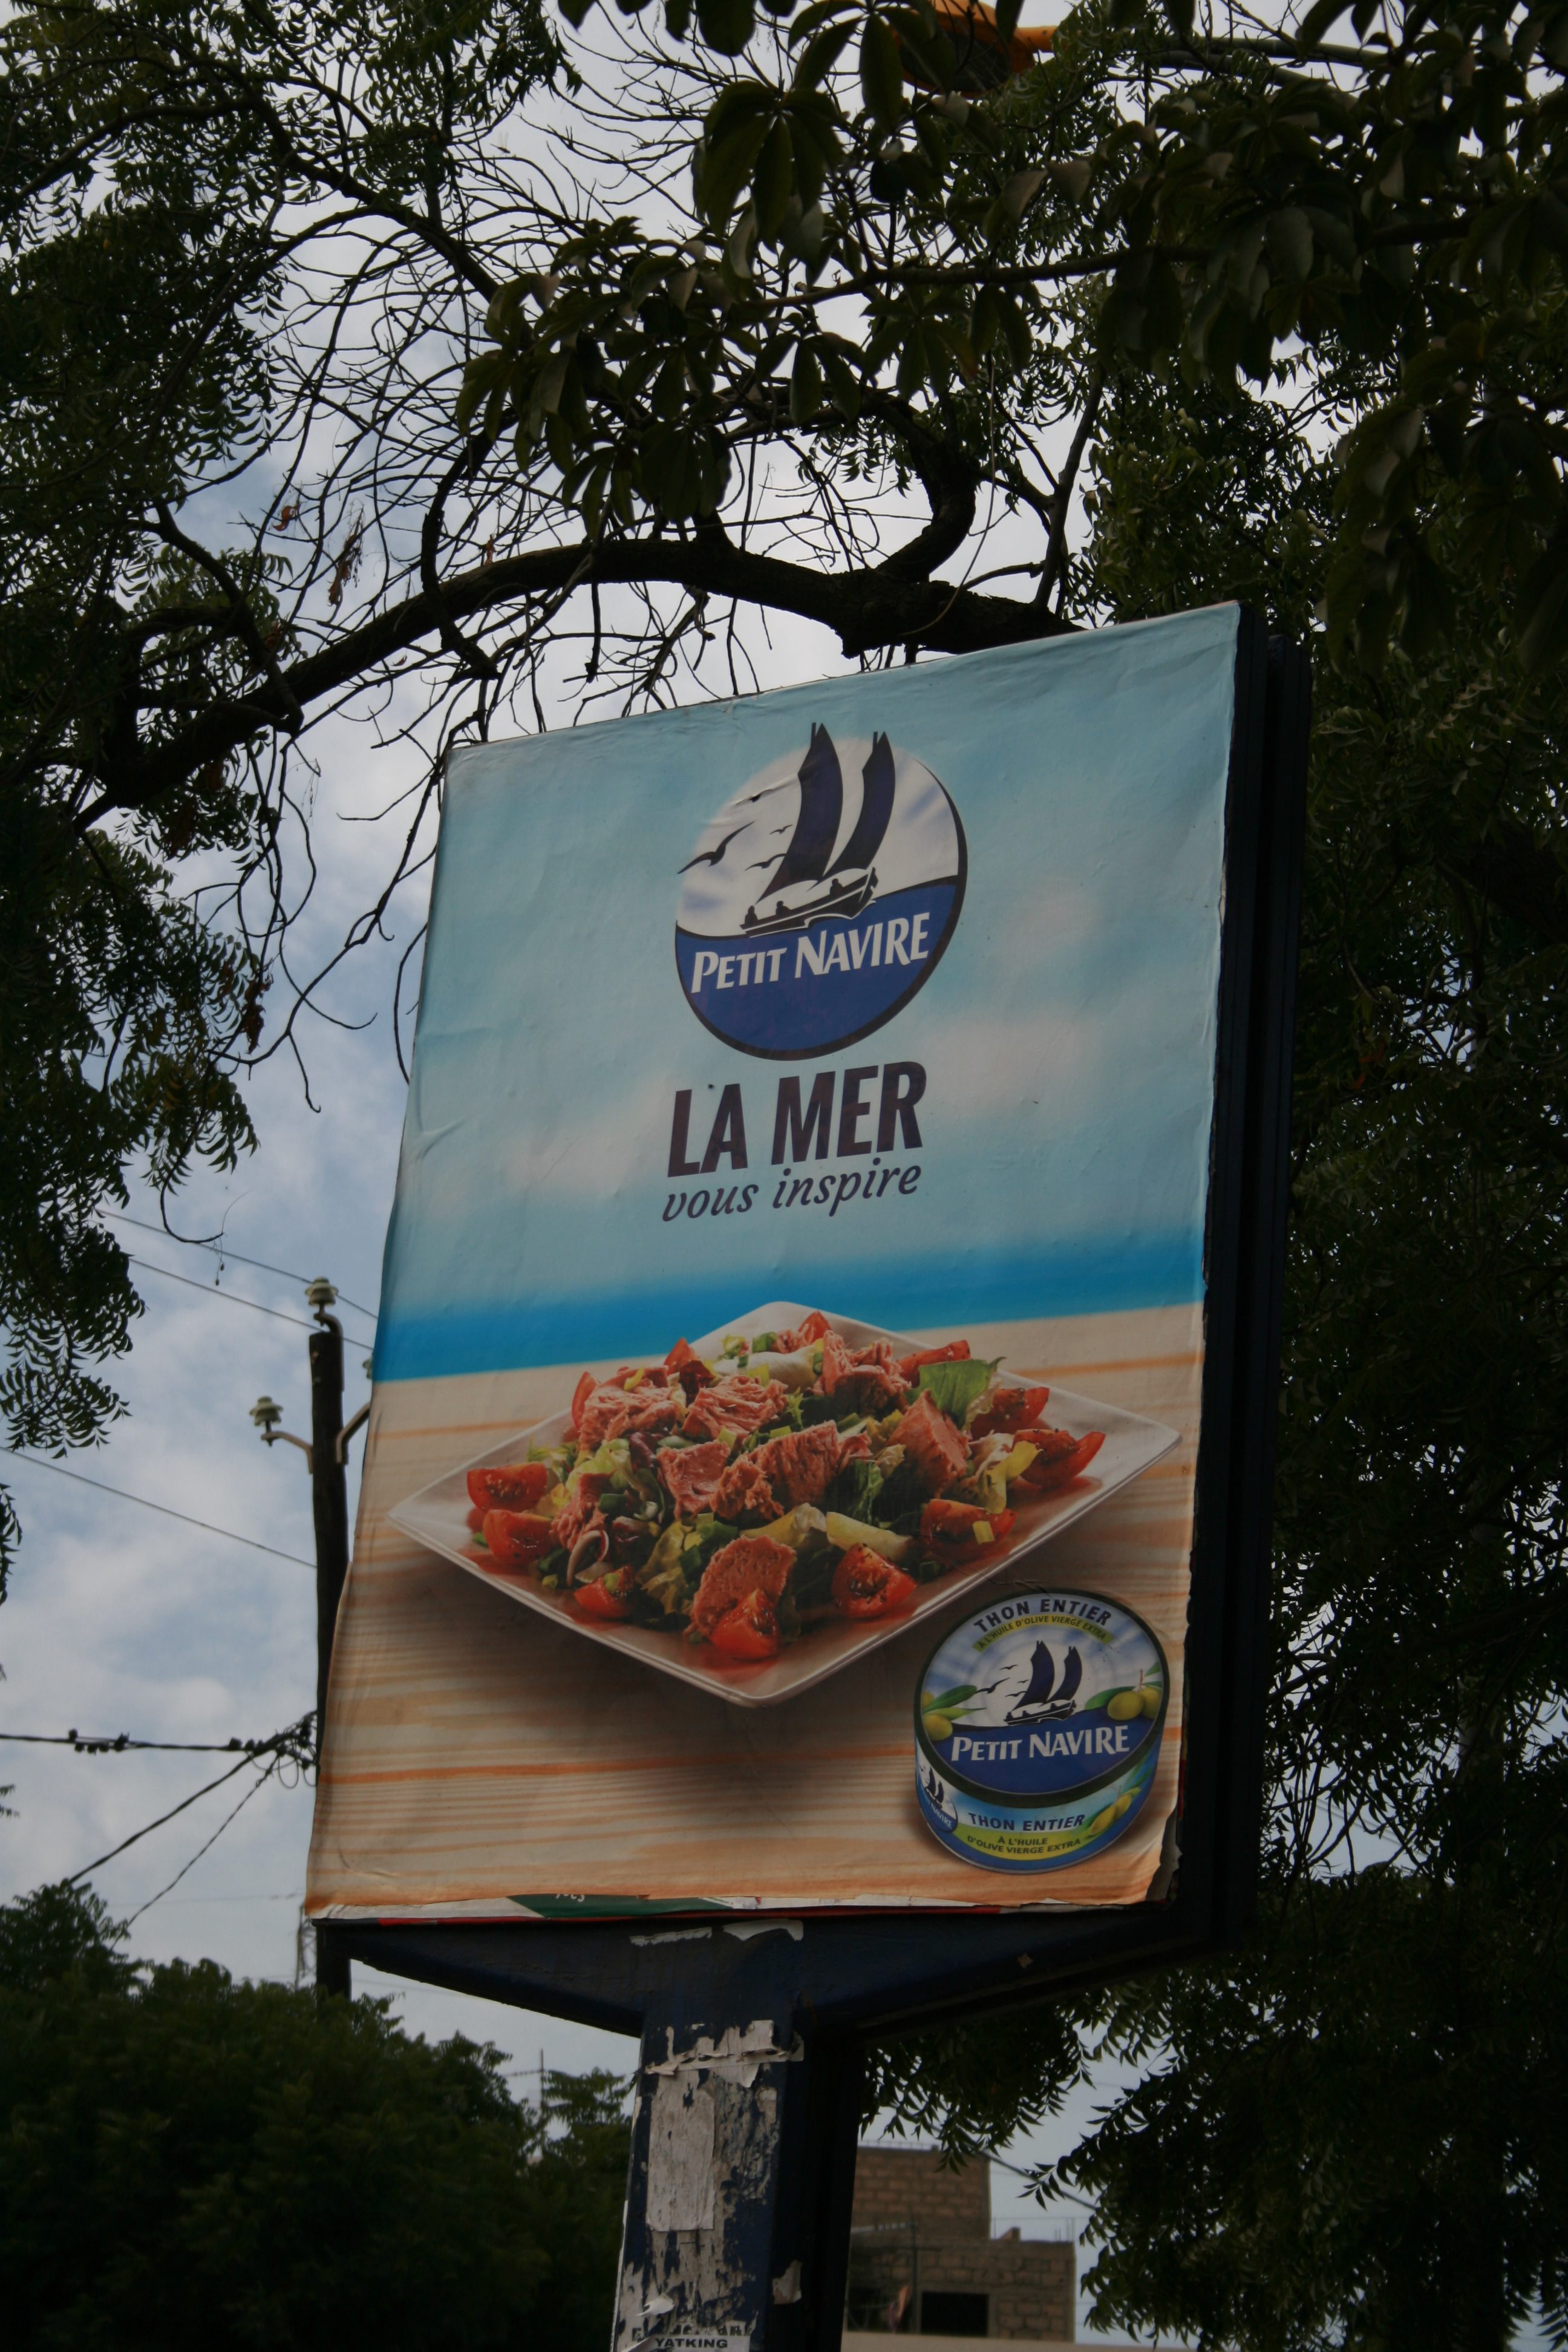 PETIT NAVIRE
LA MER
vous inspire
THON ENTIER
À L'HUILE D'OLIVE VIERGE EXTRA
PETIT NAVIRE
THON ENTIER
À L'HUILE
D'OLIVE VIERGE EXTRA
YATKING